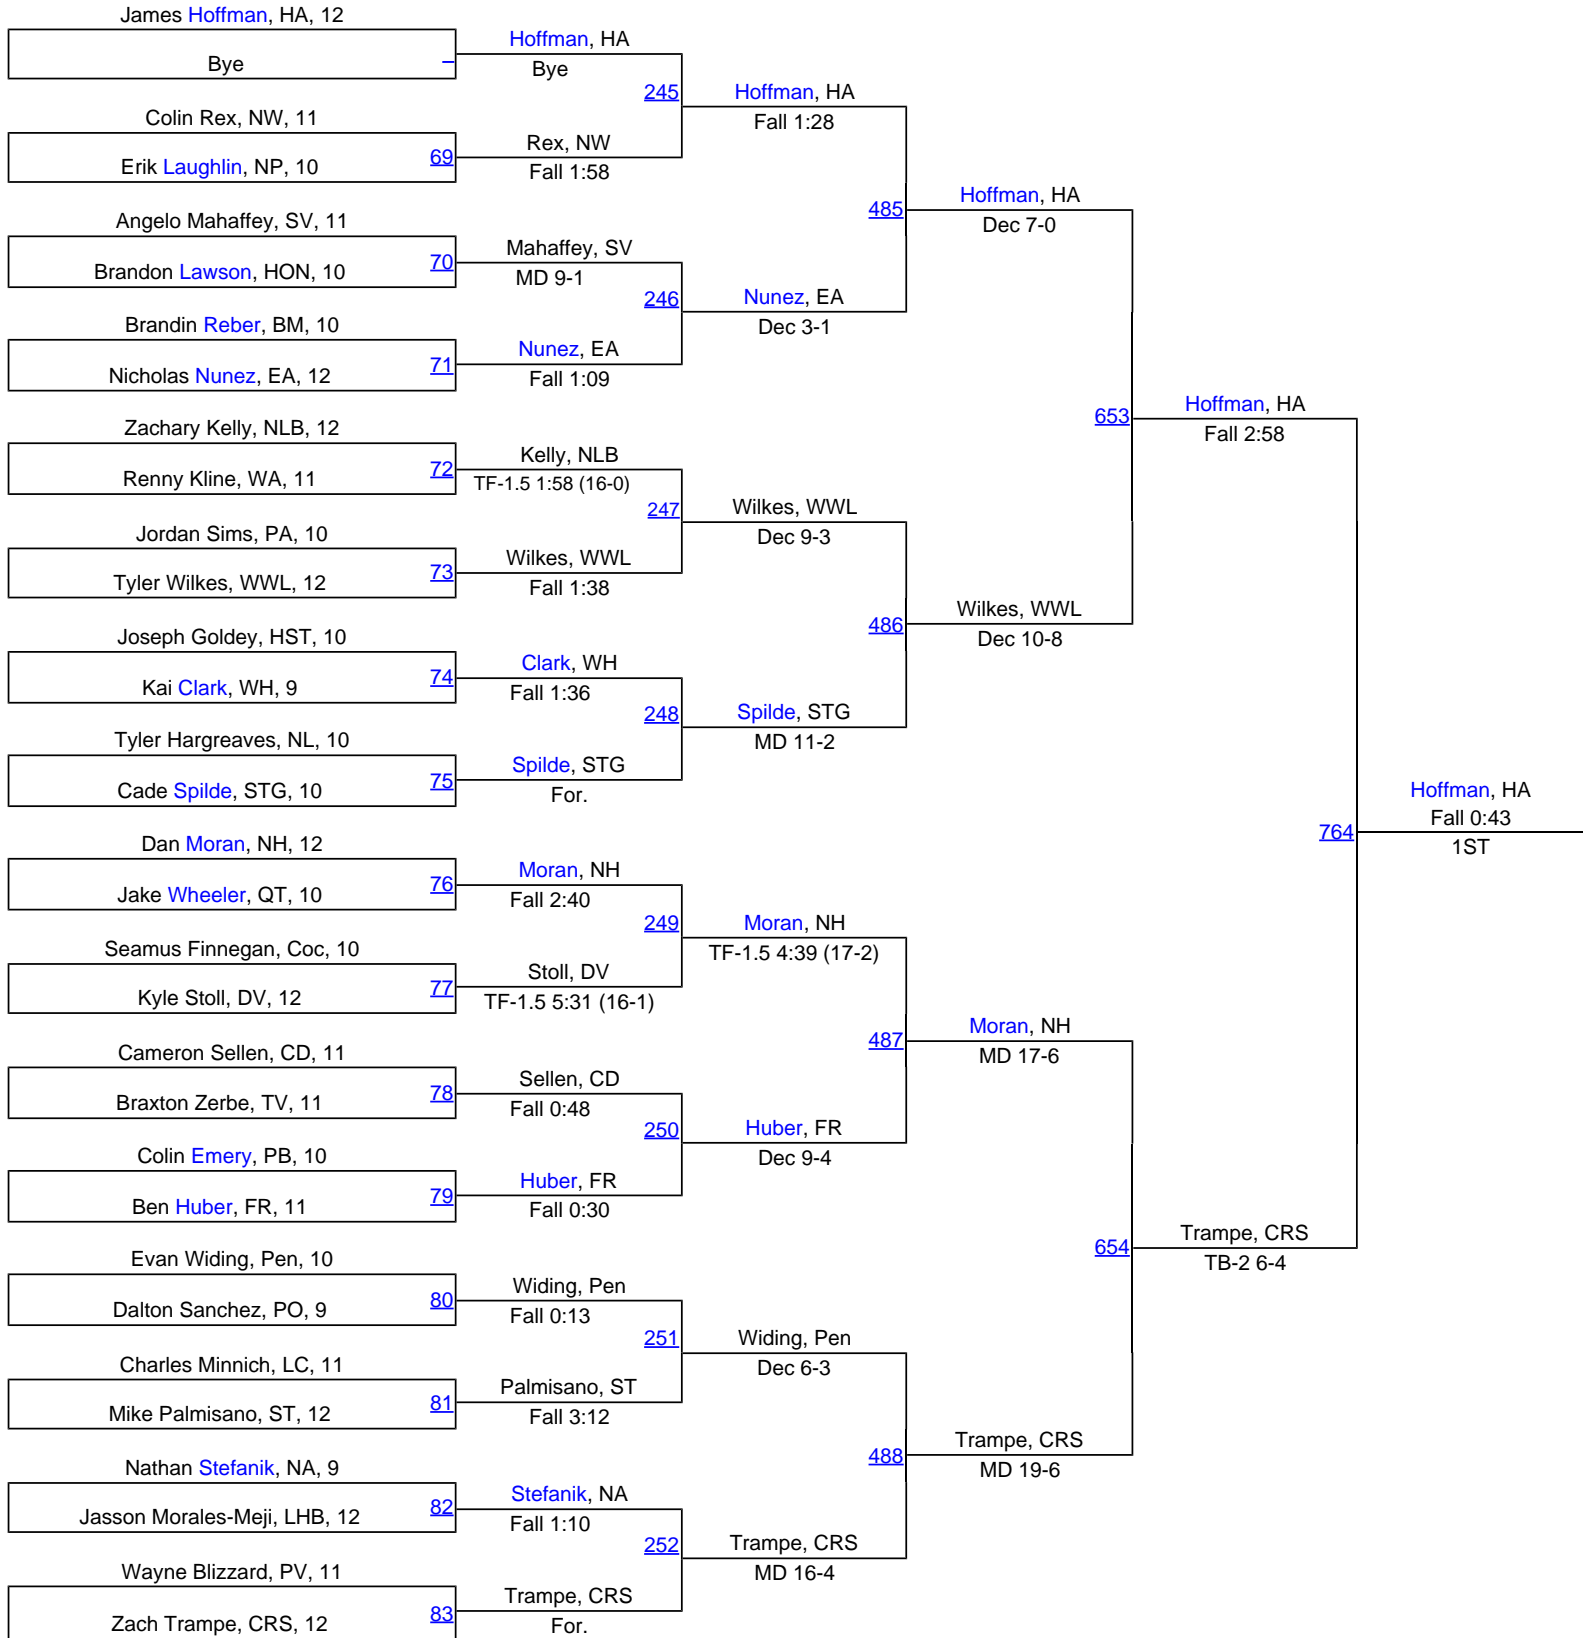 James Hoffman, HA, 12
Bye
–
Colin Rex, NW, 11
Erik Laughlin, NP, 10
69
Angelo Mahaffey, SV, 11
Brandon Lawson, HON, 10
70
Brandin Reber, BM, 10
Nicholas Nunez, EA, 12
71
Zachary Kelly, NLB, 12
Renny Kline, WA, 11
72
Jordan Sims, PA, 10
Tyler Wilkes, WWL, 12
73
Joseph Goldey, HST, 10
Kai Clark, WH, 9
74
Tyler Hargreaves, NL, 10
Cade Spilde, STG, 10
75
Dan Moran, NH, 12
Jake Wheeler, QT, 10
76
Seamus Finnegan, Coc, 10
Kyle Stoll, DV, 12
77
Cameron Sellen, CD, 11
Braxton Zerbe, TV, 11
78
Colin Emery, PB, 10
Ben Huber, FR, 11
79
Evan Widing, Pen, 10
Dalton Sanchez, PO, 9
80
Charles Minnich, LC, 11
Mike Palmisano, ST, 12
81
Nathan Stefanik, NA, 9
Jasson Morales-Meji, LHB, 12
82
Wayne Blizzard, PV, 11
Zach Trampe, CRS, 12
83
Hoffman, HA
Bye
245
Rex, NW
Fall 1:58
Mahaffey, SV
MD 9-1
246
Nunez, EA
Fall 1:09
Kelly, NLB
TF-1.5 1:58 (16-0)
247
Wilkes, WWL
Fall 1:38
Clark, WH
Fall 1:36
248
Spilde, STG
For.
Moran, NH
Fall 2:40
249
Stoll, DV
TF-1.5 5:31 (16-1)
Sellen, CD
Fall 0:48
250
Huber, FR
Fall 0:30
Widing, Pen
Fall 0:13
251
Palmisano, ST
Fall 3:12
Stefanik, NA
Fall 1:10
252
Trampe, CRS
For.
Hoffman, HA
Fall 1:28
485
Nunez, EA
Dec 3-1
Wilkes, WWL
Dec 9-3
486
Spilde, STG
MD 11-2
Moran, NH
TF-1.5 4:39 (17-2)
487
Huber, FR
Dec 9-4
Widing, Pen
Dec 6-3
488
Trampe, CRS
MD 16-4
Hoffman, HA
Dec 7-0
653
Wilkes, WWL
Dec 10-8
Moran, NH
MD 17-6
654
Trampe, CRS
MD 19-6
Hoffman, HA
Fall 2:58
764
Trampe, CRS
TB-2 6-4
Hoffman, HA
Fall 0:43
1ST